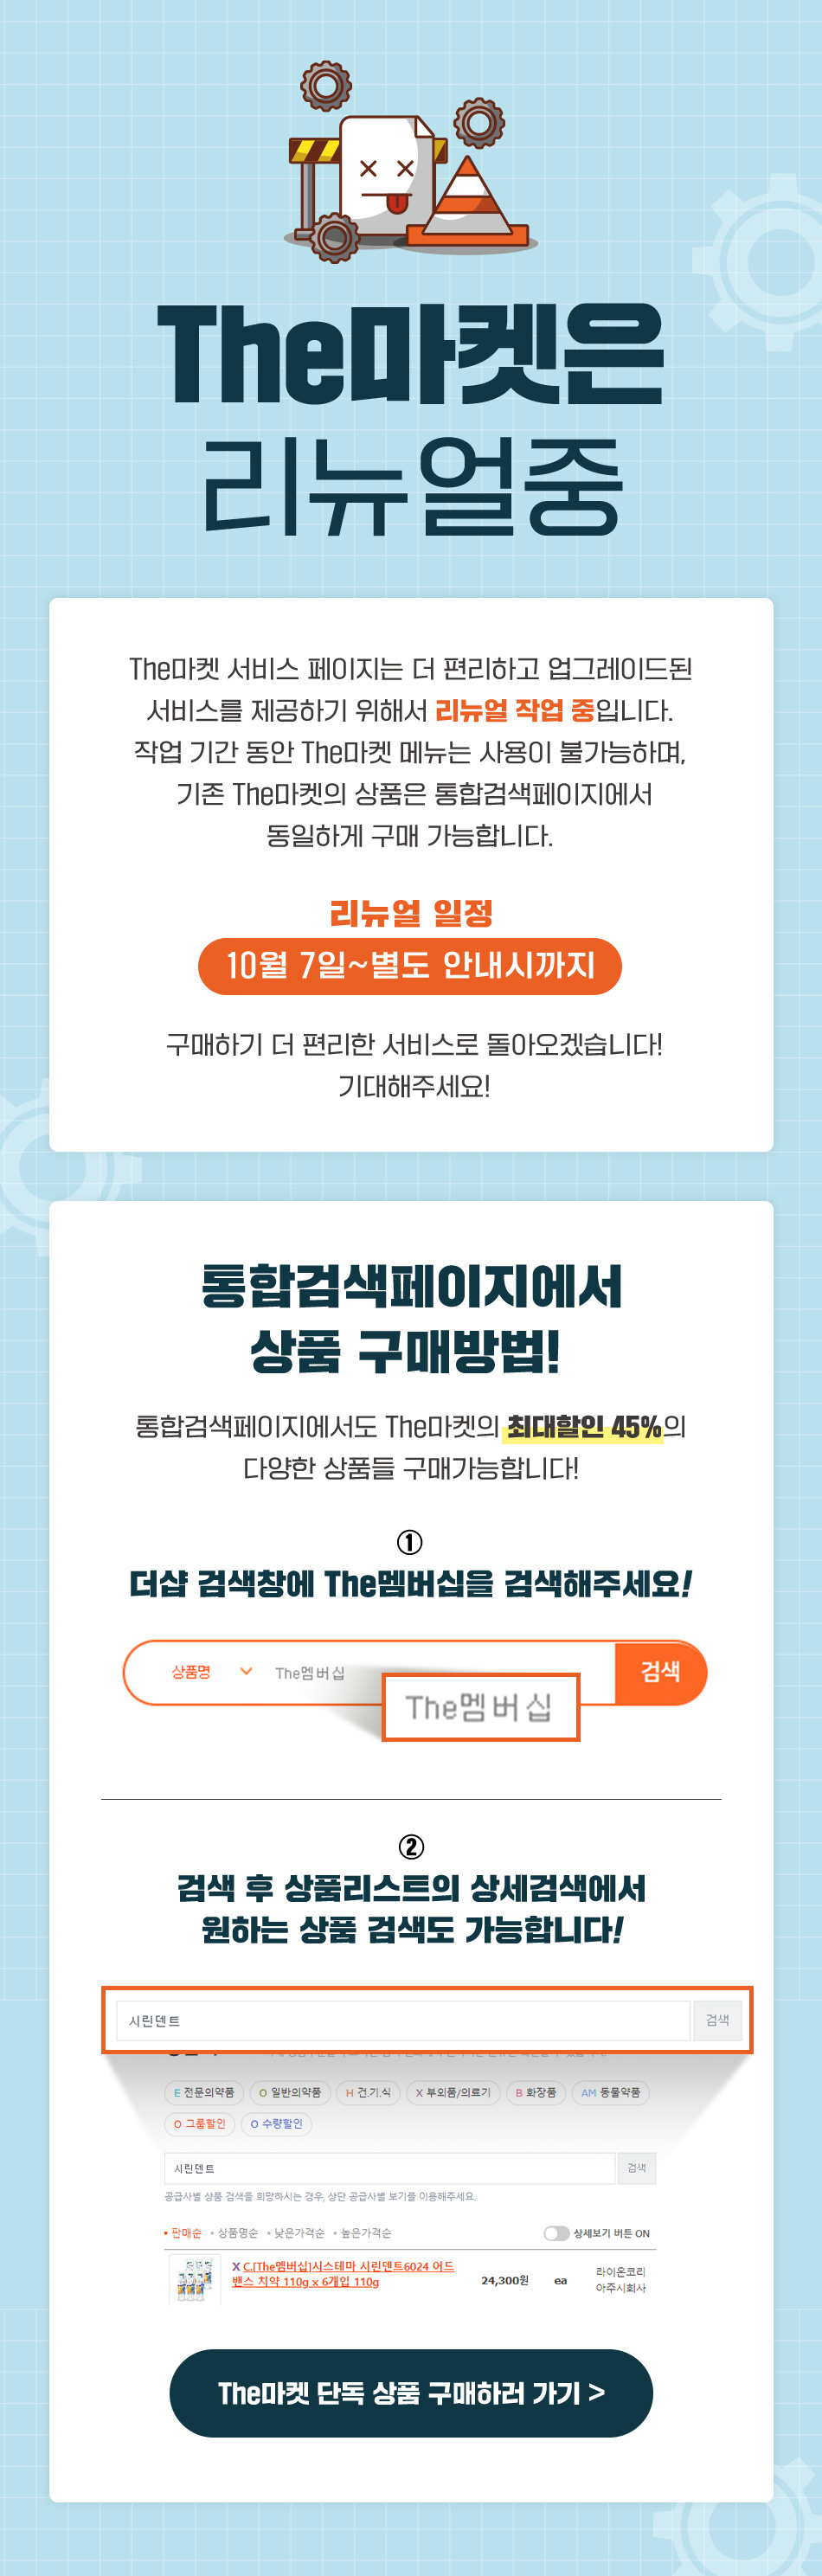 The마켓은
리뉴얼중
The마켓 서비스 페이지는 더 편리하고 업그레이드된
서비스를 제공하기 위해서 리뉴얼 작업 중입니다.
작업 기간 동안 The마켓 메뉴는 사용이 불가능하며,
기존 The마켓의 상품은 통합검색페이지에서
동일하게 구매 가능합니다.
리뉴얼 일정
10월 7일~별도 안내시까지
구매하기 더 편리한 서비스로 돌아오겠습니다!
기대해주세요!
통합검색페이지에서
상품 구매방법!
통합검색페이지에서도 The마켓의 최대할인 45%의
다양한 상품들 구매가능합니다!
①
더샵 검색창에 The멤버십을 검색해주세요!
상품명 The멤버십 검색
The멤버십
②
검색 후 상품리스트의 상세검색에서
원하는 상품 검색도 가능합니다!
시린덴트 검색
E 전문의약품 O 일반의약품 H 건.기.식 X 부외품/의료기 B 화장품 AM 동물약품
O 그룹할인 O 수량할인
시린덴트 검색
공급사별 상품 검색을 희망하시는 경우, 상단 공급사별 보기를 이용해주세요.
• 판매순 • 상품명순 • 낮은가격순 • 높은가격순 상세보기 버튼 ON
X C.[The멤버십]시스테마 시린덴트6024 어드
밴스 치약 110g x 6개입 110g
24,300원 ea
라이온코리
아주식회사
The마켓 단독 상품 구매하러 가기 >